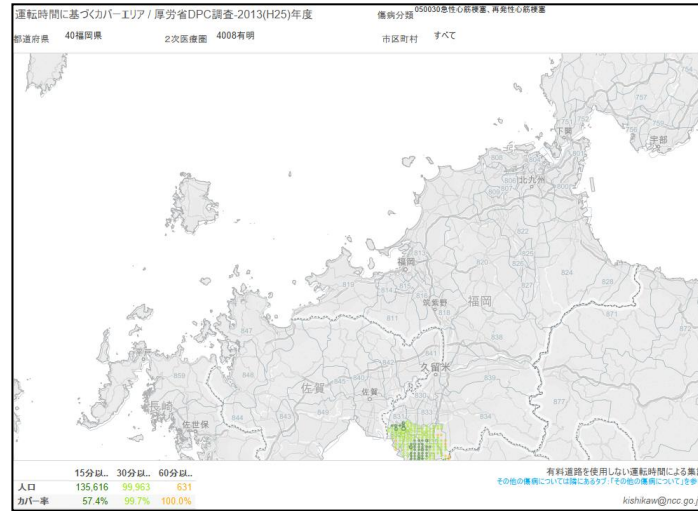 運転時間に基づくカバーエリア / 厚労省DPC調査-2013(H25)年度
傷病分類 050030急性心筋梗塞、再発性心筋梗塞
都道府県 40福岡県 2次医療圏 4008有明 市区町村 すべて
757
下関
宇部
北九州
福岡
筑紫野
福岡
久留米
佐賀
佐賀
長崎
佐世保
847
811
820
822
824
871
877
15分以.. 30分以.. 60分以..
人口 135,616 99,963 631
カバー率 57.4% 99.7% 100.0%
有料道路を使用しない運転時間による集
その他の傷病については隣にあるタブ:「その他の傷病について」を参
kishikaw@ncc.go.j